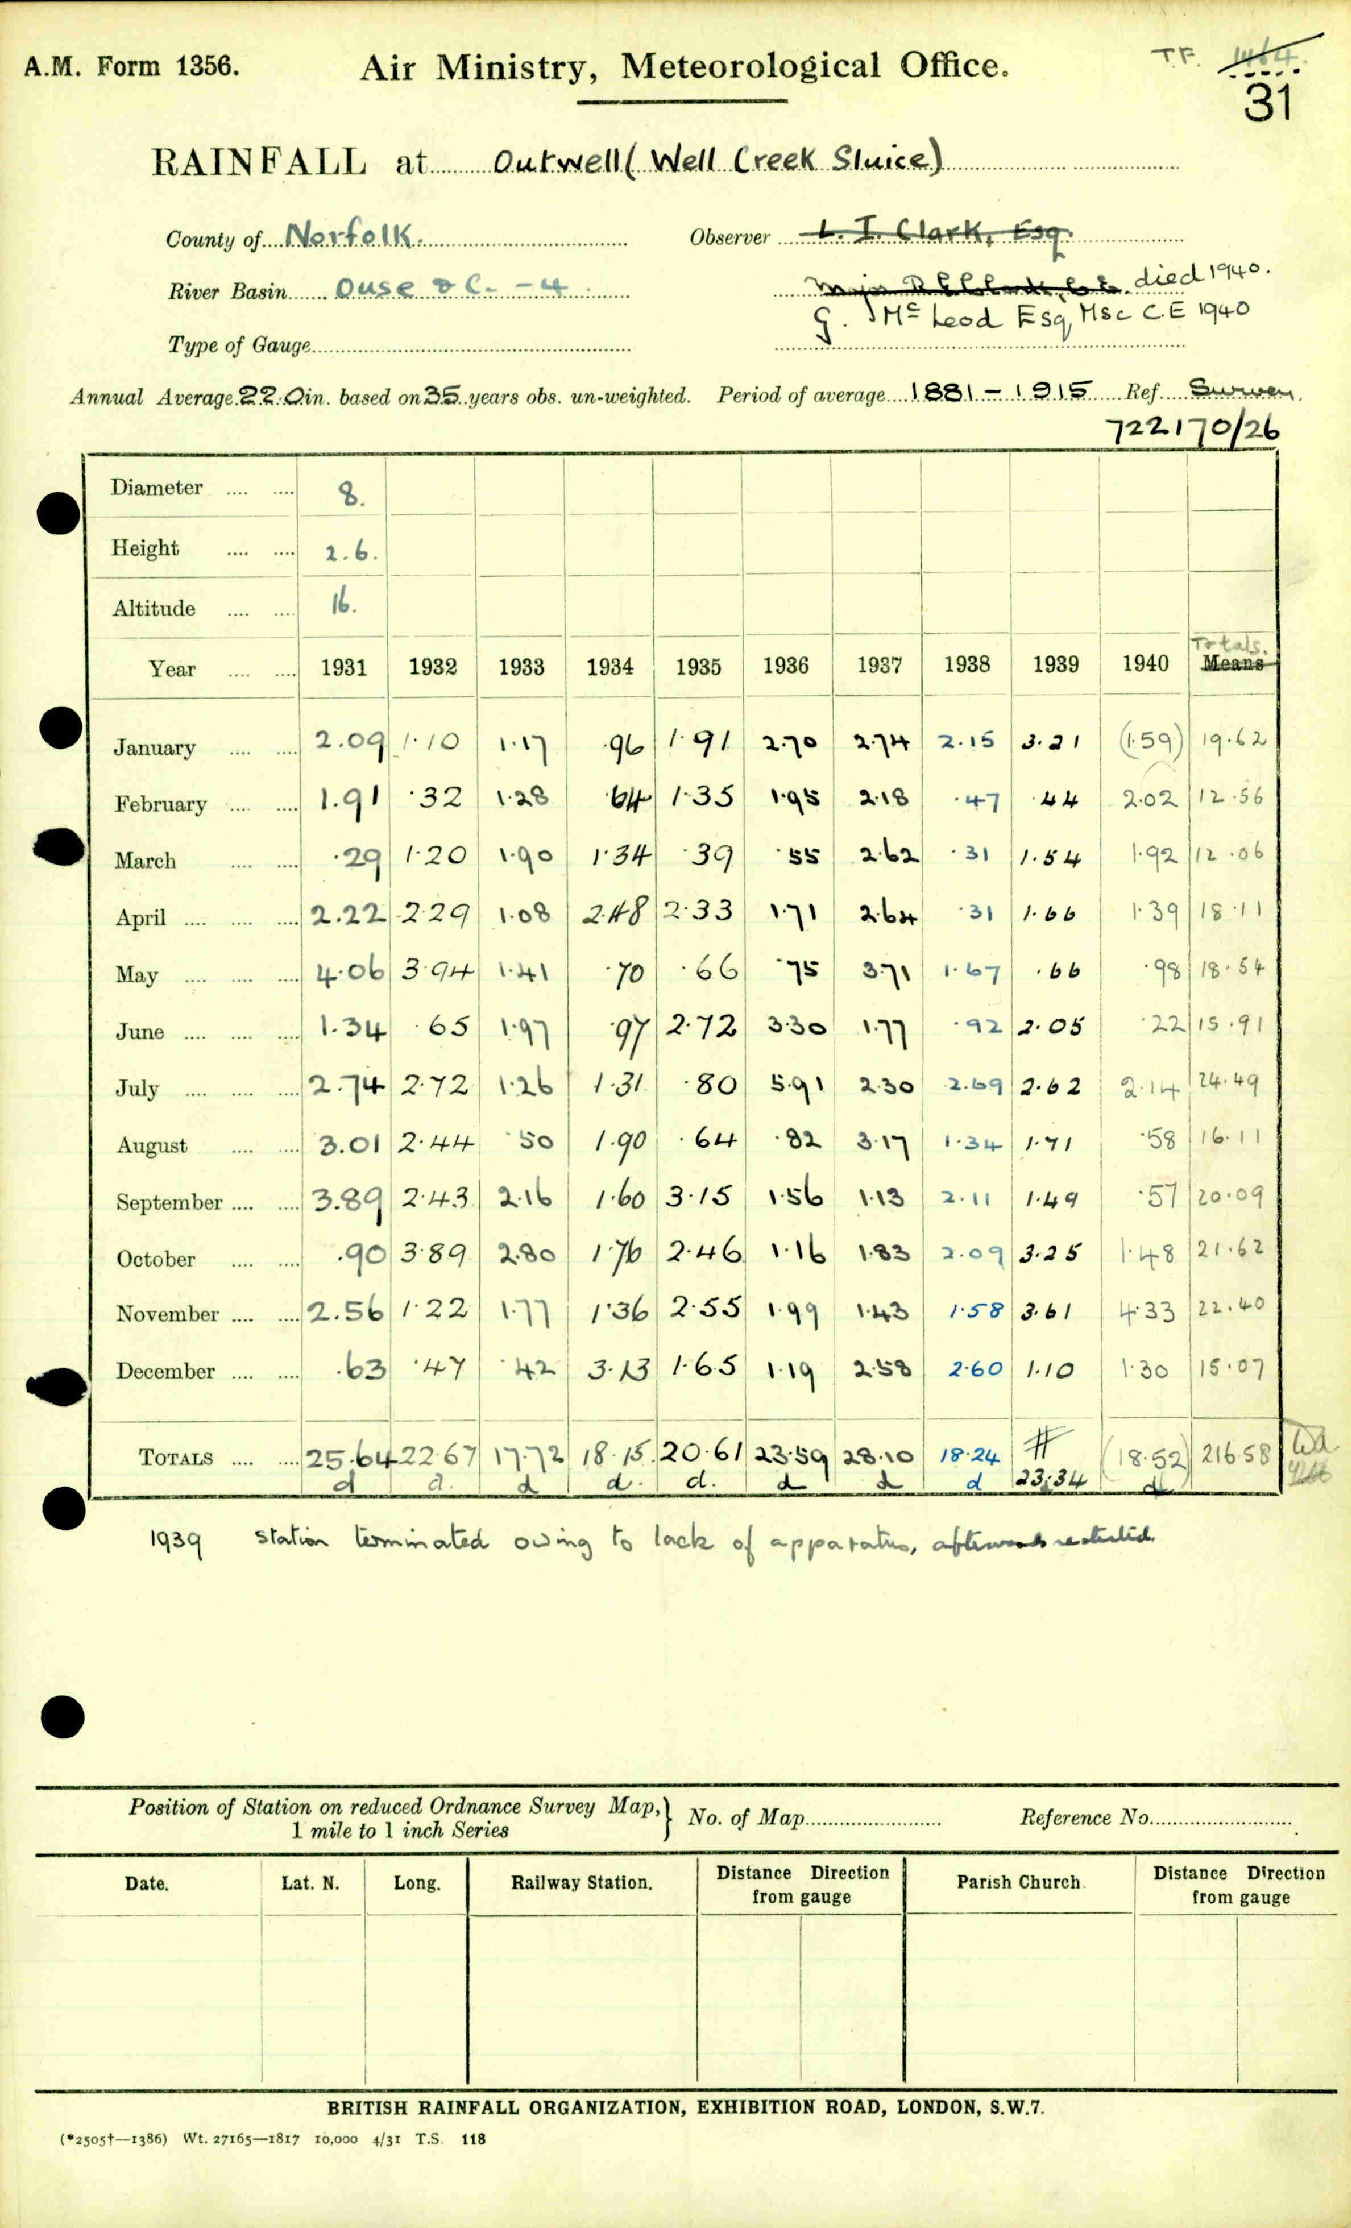 A.M. Form 1356. Air Ministry, Meteorological Office. T.F. 1464.
31
RAINFALL at Outwell (Well Creek Sluice)
County of Norfolk. Observer L. I. Clark, Esq.
River Basin Ouse &c. - 4 Major died 1940.
G. McLeod Esq, MSc C.E 1940
Type of Gauge
Annual Average 22.0 in. based on 35 years obs. un-weighted. Period of average 1881 - 1915 Ref. Survey.
722170/26
Diameter 8.
Height 2.6.
Altitude 16.
Totals.
Year 1931 1932 1933 1934 1935 1936 1937 1938 1939 1940 Means
January 2.09 1.10 1.17 .96 1.91 2.70 2.74 2.15 3.21 (1.59) 19.62
February 1.91 .32 1.28 .64 1.35 1.95 2.18 .47 .44 2.02 12.56
March .29 1.20 1.90 1.34 .39 .55 2.62 .31 1.54 1.92 12.06
April 2.22 2.29 1.08 2.48 2.33 1.71 2.64 .31 1.66 1.39 18.11
May 4.06 3.94 1.41 .70 .66 .75 3.71 1.67 .66 .98 18.54
June 1.34 .65 1.97 .97 2.72 3.30 1.77 .92 2.05 .22 15.91
July 2.74 2.72 1.26 1.31 .80 5.91 2.30 2.69 2.62 2.14 24.49
August 3.01 2.44 .50 1.90 .64 .82 3.17 1.34 1.71 .58 16.11
September 3.89 2.43 2.16 1.60 3.15 1.56 1.13 2.11 1.49 .57 20.09
October .90 3.89 2.80 1.76 2.46 1.16 1.83 2.09 3.25 1.48 21.62
November 2.56 1.22 1.77 1.36 2.55 1.99 1.43 1.58 3.61 4.33 22.40
December .63 .47 .42 3.13 1.65 1.19 2.58 2.60 1.10 1.30 15.07
TOTALS 25.64 22.67 17.72 18.15 20.61 23.59 28.10 18.24 # (18.52) 216.58
d d. d d. d. d d d 23.34 d
1939 Station terminated owing to lack of apparatus, afterwards restarted.
Position of Station on reduced Ordnance Survey Map,} No. of Map Reference No.
1 mile to 1 inch Series
Date. Lat. N. Long. Railway Station. Distance Direction from gauge Parish Church. Distance Direction from gauge
BRITISH RAINFALL ORGANIZATION, EXHIBITION ROAD, LONDON, S.W.7.
(*2505†—1386) Wt. 27165—1817 10,000 4/31 T.S. 118